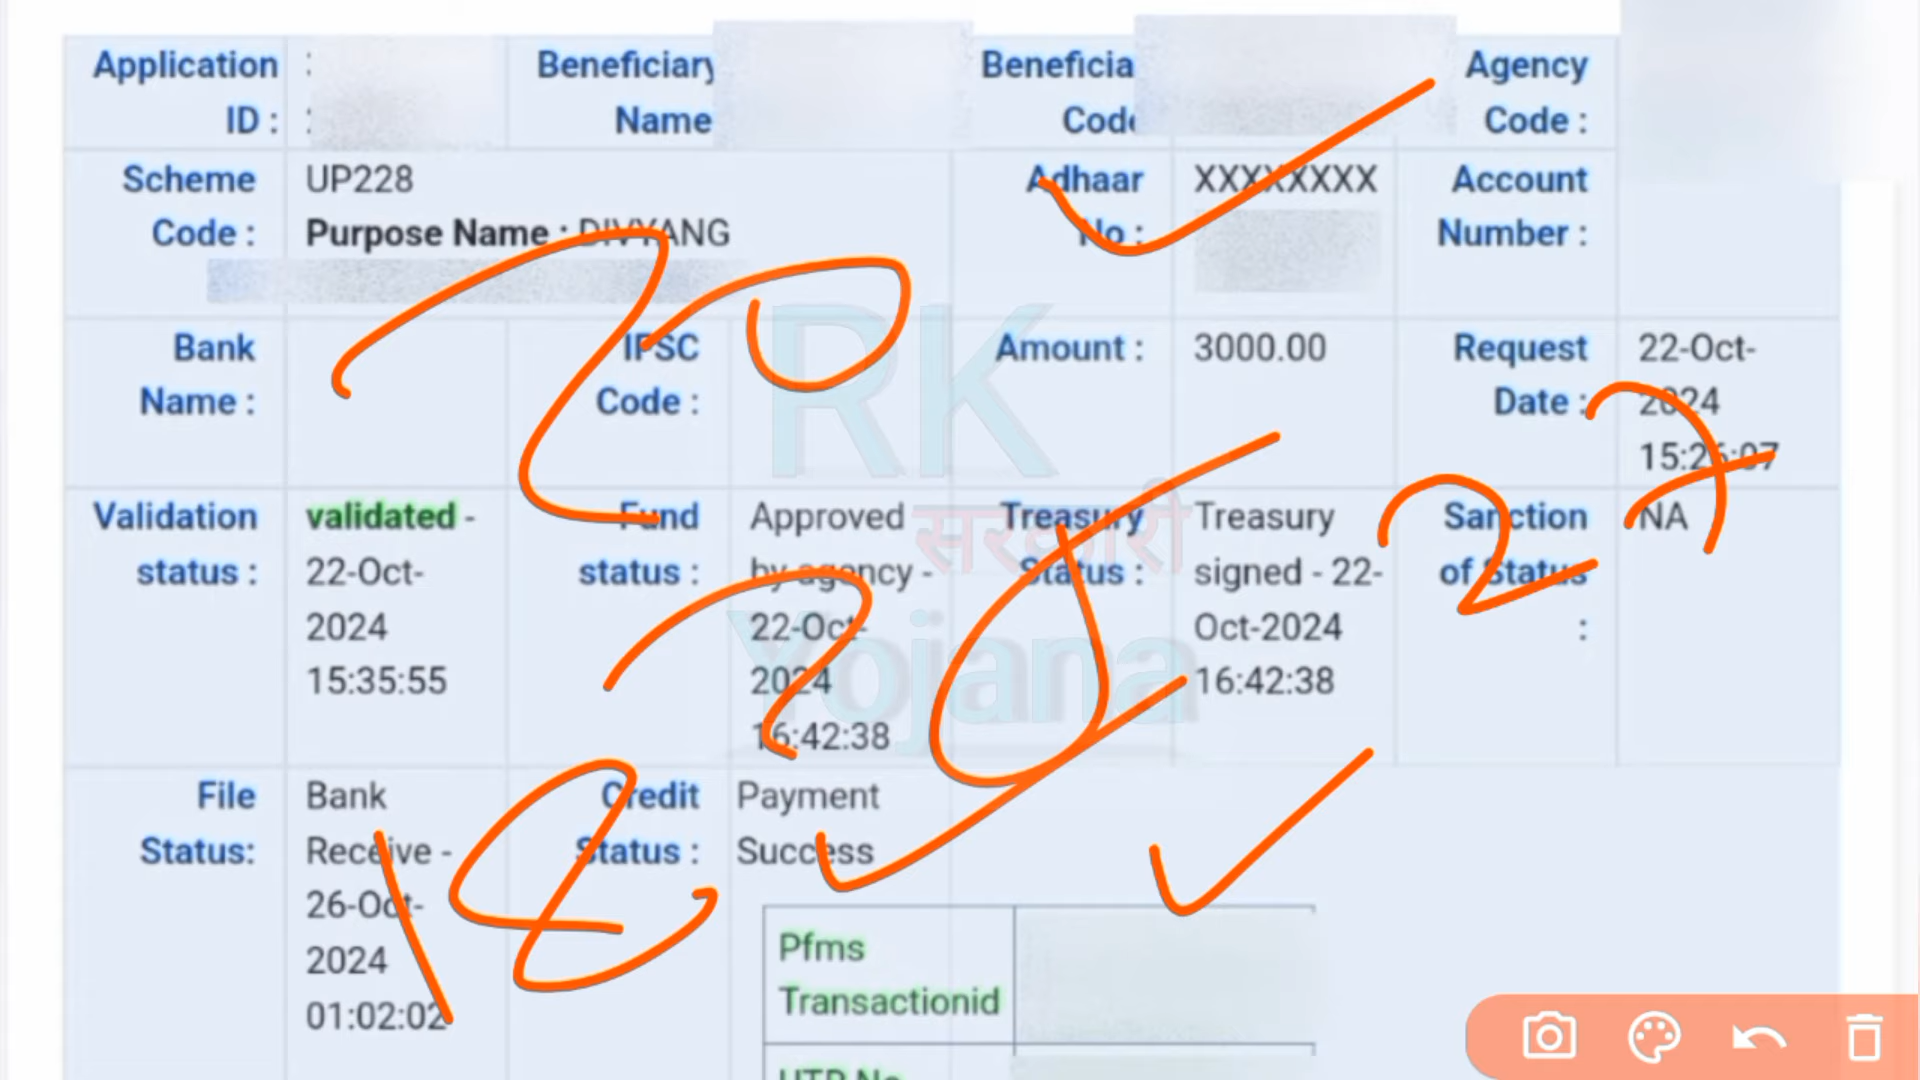 Application ID :
Beneficiary Name
Beneficia Code
Agency Code :
Scheme Code :
UP228
Purpose Name : DIVYANG
Adhaar No :
XXXXXXXX
Account Number :
Bank Name :
IFSC Code :
Amount :
3000.00
Request Date :
22-Oct-
2024
15:26:07
Validation status :
validated -
22-Oct-
2024
15:35:55
Fund status :
Approved
by agency -
22-Oct-
2024
16:42:38
Treasury Status :
Treasury
signed - 22-
Oct-2024
16:42:38
Sanction of Status :
NA
File Status:
Bank
Receive -
26-Oct-
2024
01:02:02
Credit Status :
Payment
Success
Pfms
Transactionid
UTR No
RK
सरकारी
Yojana